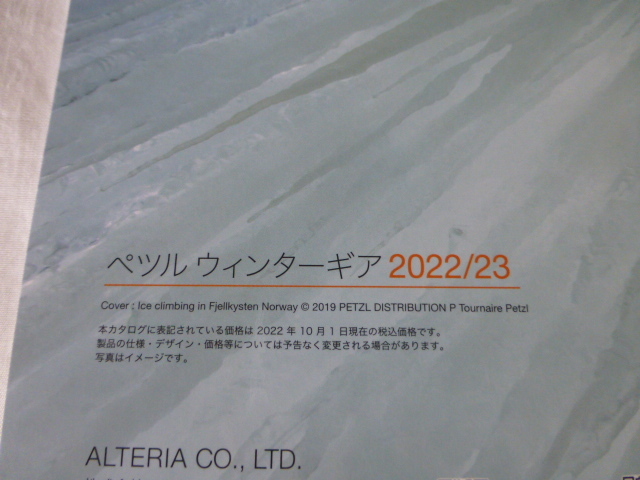 ペツル ウィンターギア 2022/23
Cover : Ice climbing in Fjellkysten Norway © 2019 PETZL DISTRIBUTION P Tournaire Petzl
本カタログに表記されている価格は 2022 年 10 月 1 日現在の税込価格です。
製品の仕様・デザイン・価格等については予告なく変更される場合があります。
写真はイメージです。
ALTERIA CO., LTD.